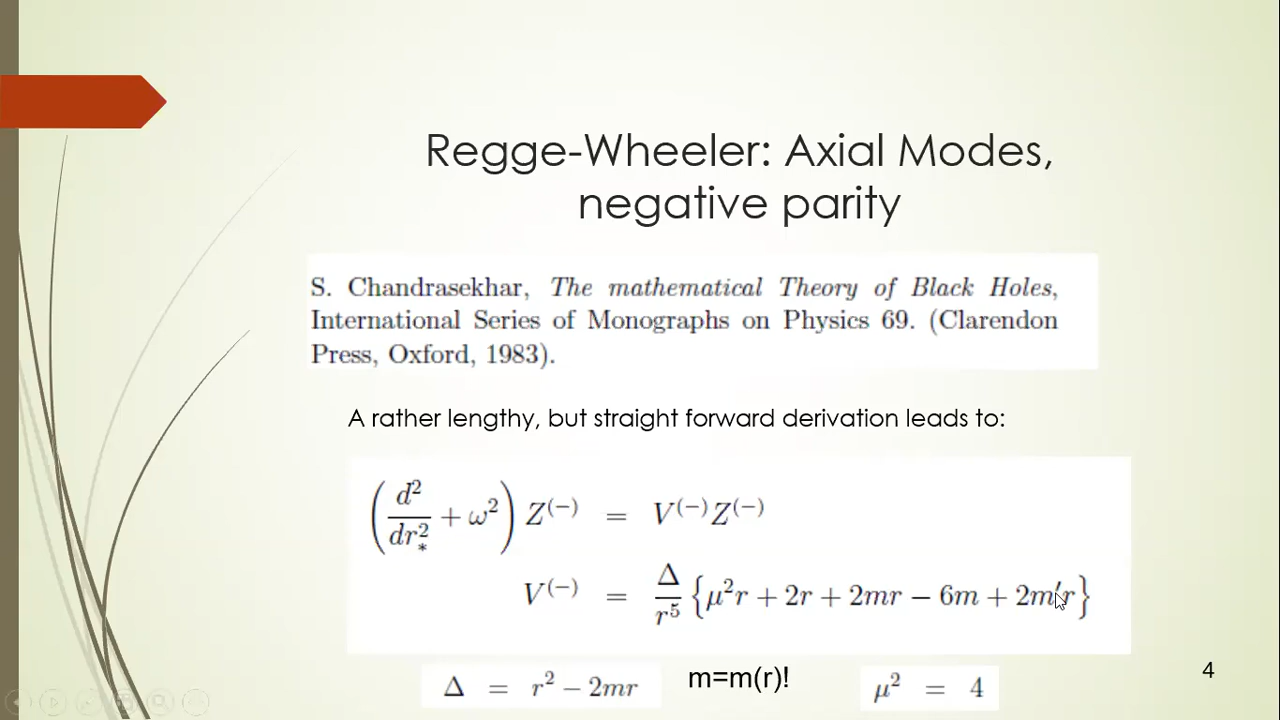 Regge-Wheeler: Axial Modes,
negative parity
S. Chandrasekhar, The mathematical Theory of Black Holes,
International Series of Monographs on Physics 69. (Clarendon
Press, Oxford, 1983).
A rather lengthy, but straight forward derivation leads to:
(d²/dr²_* + ω²) Z⁽⁻⁾ = V⁽⁻⁾Z⁽⁻⁾
V⁽⁻⁾ = Δ/r⁵ {μ²r + 2r + 2mr − 6m + 2m′r}
Δ = r² − 2mr
m=m(r)!
μ² = 4
4